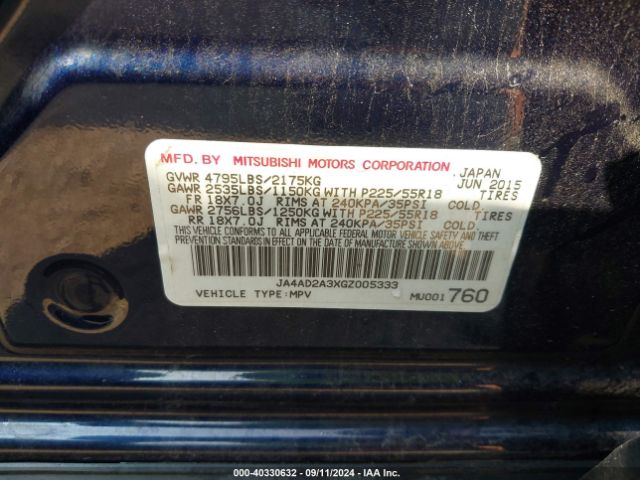 MFD. BY MITSUBISHI MOTORS CORPORATION JAPAN
GVWR 4795LBS/2175KG JUN 2015
GAWR 2535LBS/1150KG WITH P225/55R18 TIRES
FR 18X7.0J RIMS AT 240KPA/35PSI COLD
GAWR 2756LBS/1250KG WITH P225/55R18 TIRES
RR 18X7.0J RIMS AT 240KPA/35PSI COLD
THIS VEHICLE CONFORMS TO ALL APPLICABLE FEDERAL MOTOR VEHICLE SAFETY AND THEFT
PREVENTION STANDARDS IN EFFECT ON THE DATE OF MANUFACTURE SHOWN ABOVE.
JA4AD2A3XGZ005333
VEHICLE TYPE:MPV MU001760
000-40330632 - 09/11/2024 - IAA Inc.